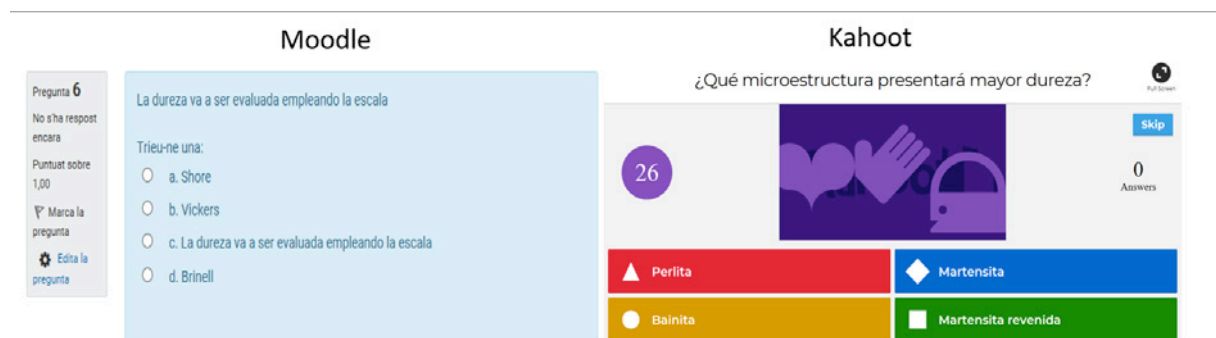 Moodle
Kahoot
Pregunta 6
No s'ha respost
encara
Puntuat sobre
1,00
Marca la
pregunta
Edita la
pregunta
La dureza va a ser evaluada empleando la escala
Trieu-ne una:
a. Shore
b. Vickers
c. La dureza va a ser evaluada empleando la escala
d. Brinell
¿Qué microestructura presentará mayor dureza?
Full Screen
Skip
26
0
Answers
Perlita
Martensita
Bainita
Martensita revenida